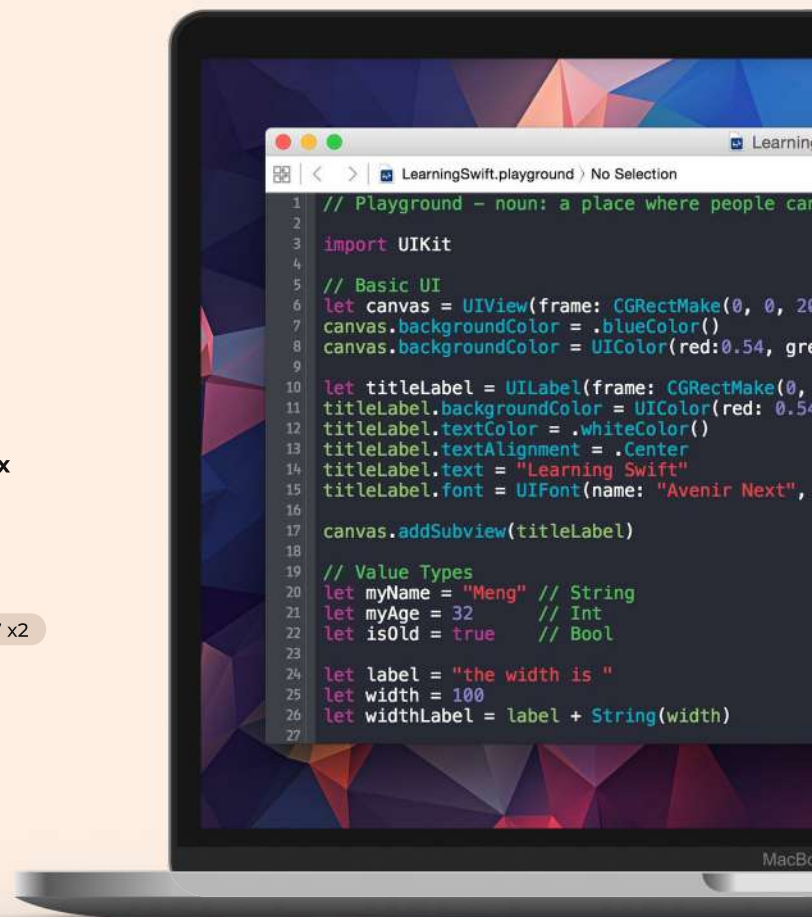 Learning
LearningSwift.playground › No Selection
1 // Playground – noun: a place where people can
2
3 import UIKit
4
5 // Basic UI
6 let canvas = UIView(frame: CGRectMake(0, 0, 20
7 canvas.backgroundColor = .blueColor()
8 canvas.backgroundColor = UIColor(red:0.54, gre
9
10 let titleLabel = UILabel(frame: CGRectMake(0,
11 titleLabel.backgroundColor = UIColor(red: 0.54
12 titleLabel.textColor = .whiteColor()
13 titleLabel.textAlignment = .Center
14 titleLabel.text = "Learning Swift"
15 titleLabel.font = UIFont(name: "Avenir Next",
16
17 canvas.addSubview(titleLabel)
18
19 // Value Types
20 let myName = "Meng" // String
21 let myAge = 32 // Int
22 let isOld = true // Bool
23
24 let label = "the width is "
25 let width = 100
26 let widthLabel = label + String(width)
27
x
x2
MacBo